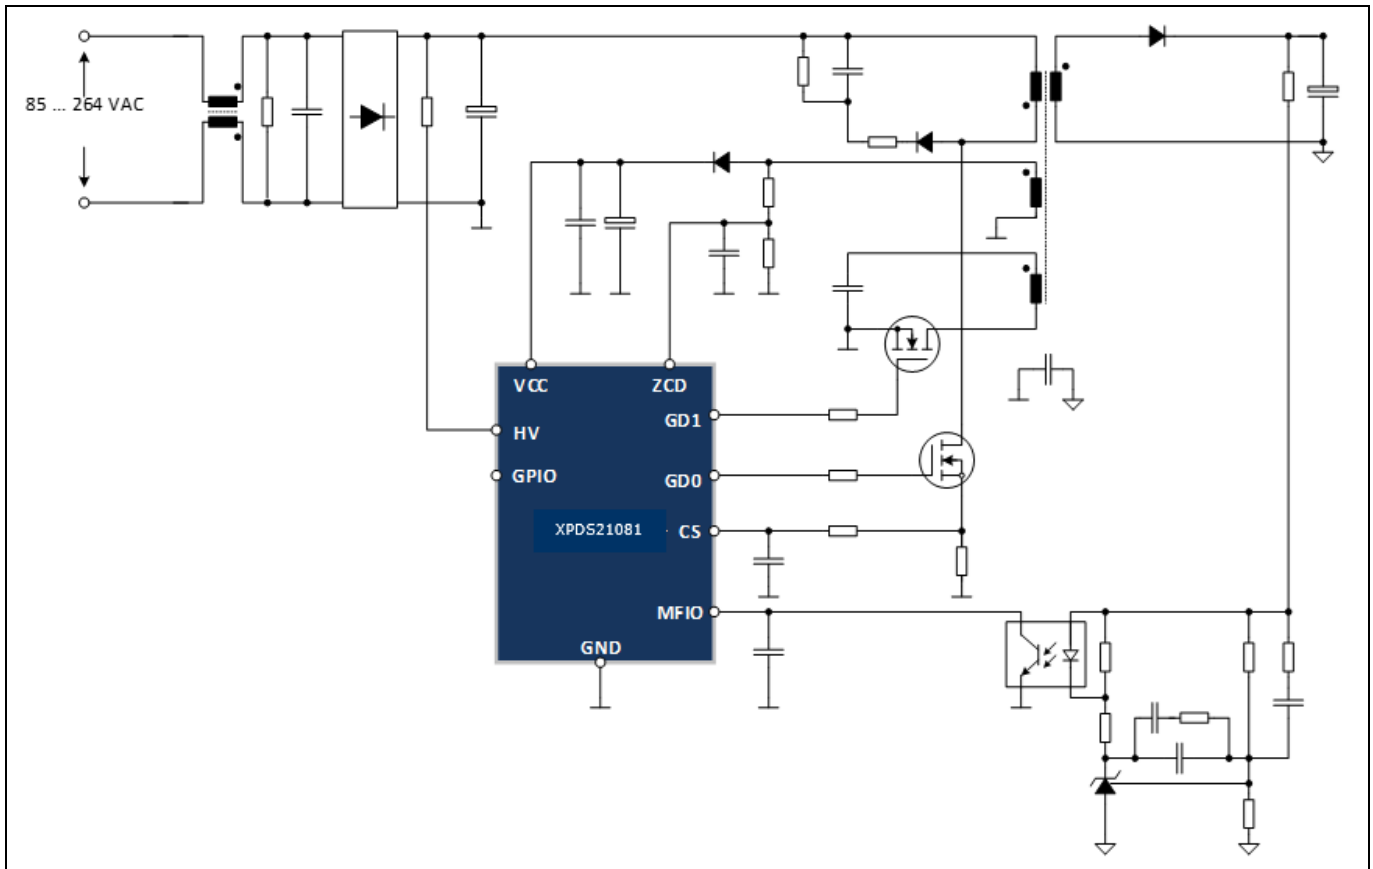 85 ... 264 VAC
VCC
ZCD
GD1
HV
GPIO
GD0
XPDS21081
CS
MFIO
GND